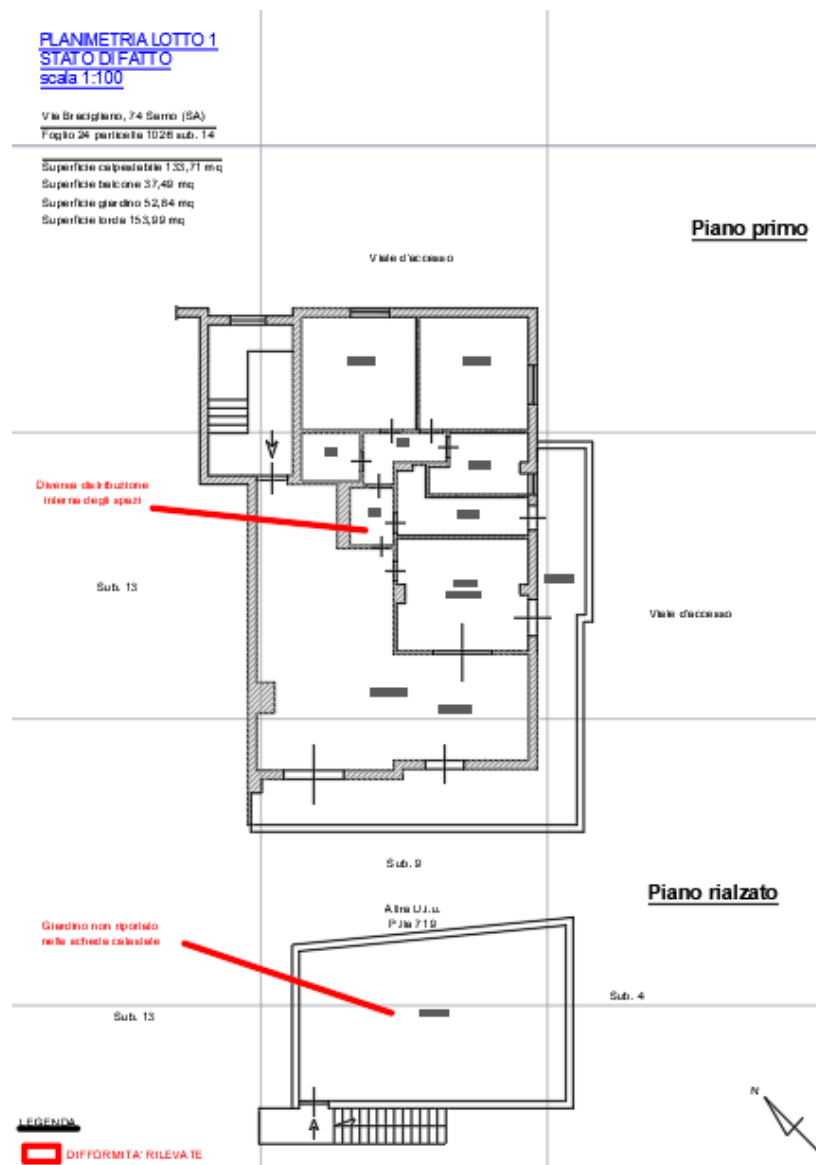 PLANIMETRIA LOTTO 1
STATO DI FATTO
scala 1:100
Via Bracigliano, 74 Sarno (SA)
Foglio 24 particella 1026 sub. 14
Superficie calpestabile 133,71 mq
Superficie balcone 37,49 mq
Superficie giardino 52,64 mq
Superficie lorda 153,99 mq
Piano primo
Viale d'accesso
Diversa distribuzione
interna degli spazi
Sub. 13
Viale d'accesso
Sub. 9
Piano rialzato
Altra U.i.u.
P.lla 719
Giardino non riportato
nella scheda catastale
Sub. 4
Sub. 13
N
A
LEGENDA
DIFFORMITA' RILEVATE